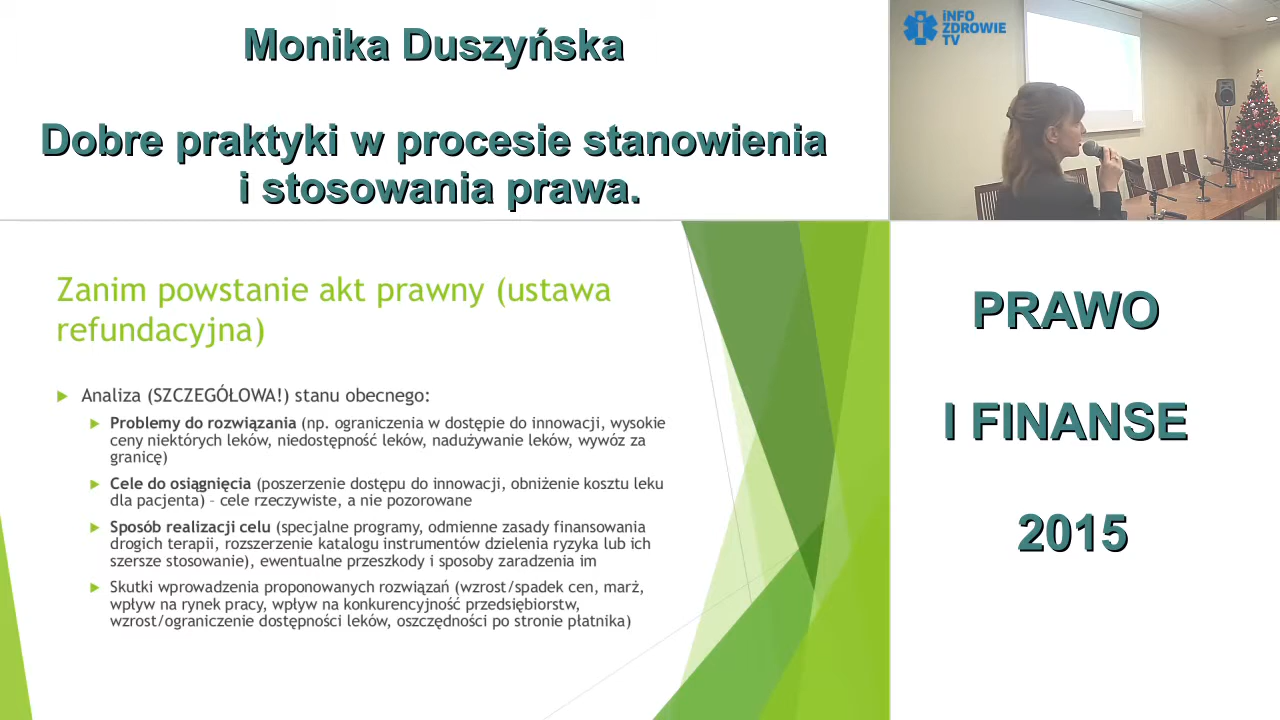 Monika Duszyńska
Dobre praktyki w procesie stanowienia
i stosowania prawa.
iNFO
ZDROWIE
TV
Zanim powstanie akt prawny (ustawa
refundacyjna)
Analiza (SZCZEGÓŁOWA!) stanu obecnego:
Problemy do rozwiązania (np. ograniczenia w dostępie do innowacji, wysokie
ceny niektórych leków, niedostępność leków, nadużywanie leków, wywóz za
granicę)
Cele do osiągnięcia (poszerzenie dostępu do innowacji, obniżenie kosztu leku
dla pacjenta) – cele rzeczywiste, a nie pozorowane
Sposób realizacji celu (specjalne programy, odmienne zasady finansowania
drogich terapii, rozszerzenie katalogu instrumentów dzielenia ryzyka lub ich
szersze stosowanie), ewentualne przeszkody i sposoby zaradzenia im
Skutki wprowadzenia proponowanych rozwiązań (wzrost/spadek cen, marż,
wpływ na rynek pracy, wpływ na konkurencyjność przedsiębiorstw,
wzrost/ograniczenie dostępności leków, oszczędności po stronie płatnika)
PRAWO
I FINANSE
2015